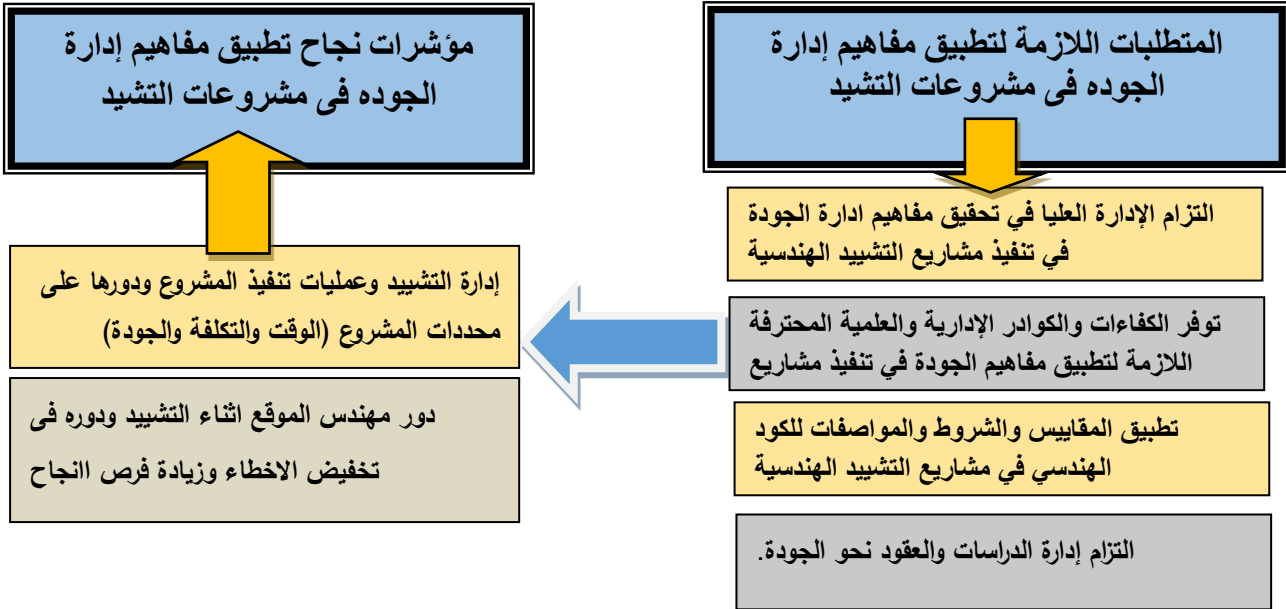 المتطلبات اللازمة لتطبيق مفاهيم إدارة
الجوده فى مشروعات التشيد
التزام الإدارة العليا في تحقيق مفاهيم ادارة الجودة
في تنفيذ مشاريع التشييد الهندسية
توفر الكفاءات والكوادر الإدارية والعلمية المحترفة
اللازمة لتطبيق مفاهيم الجودة في تنفيذ مشاريع
تطبيق المقاييس والشروط والمواصفات للكود
الهندسي في مشاريع التشييد الهندسية
التزام إدارة الدراسات والعقود نحو الجودة.
مؤشرات نجاح تطبيق مفاهيم إدارة
الجوده فى مشروعات التشيد
إدارة التشييد وعمليات تنفيذ المشروع ودورها على
محددات المشروع (الوقت والتكلفة والجودة)
دور مهندس الموقع اثناء التشييد ودوره فى
تخفيض الاخطاء وزيادة فرص اانجاح